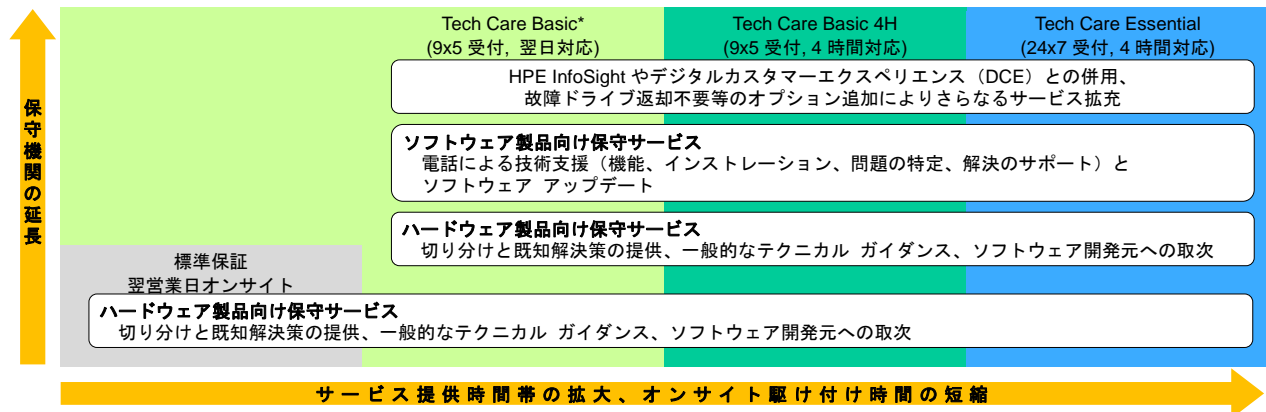 Tech Care Basic*
(9x5 受付, 翌日対応)
Tech Care Basic 4H
(9x5 受付, 4 時間対応)
Tech Care Essential
(24x7 受付, 4 時間対応)
HPE InfoSight やデジタルカスタマーエクスペリエンス（DCE）との併用、
故障ドライブ返却不要等のオプション追加によりさらなるサービス拡充
保守機関の延長
ソフトウェア製品向け保守サービス
電話による技術支援（機能、インストレーション、問題の特定、解決のサポート）と
ソフトウェア アップデート
ハードウェア製品向け保守サービス
切り分けと既知解決策の提供、一般的なテクニカル ガイダンス、ソフトウェア開発元への取次
標準保証
翌営業日オンサイト
ハードウェア製品向け保守サービス
切り分けと既知解決策の提供、一般的なテクニカル ガイダンス、ソフトウェア開発元への取次
サービス提供時間帯の拡大、オンサイト駆け付け時間の短縮